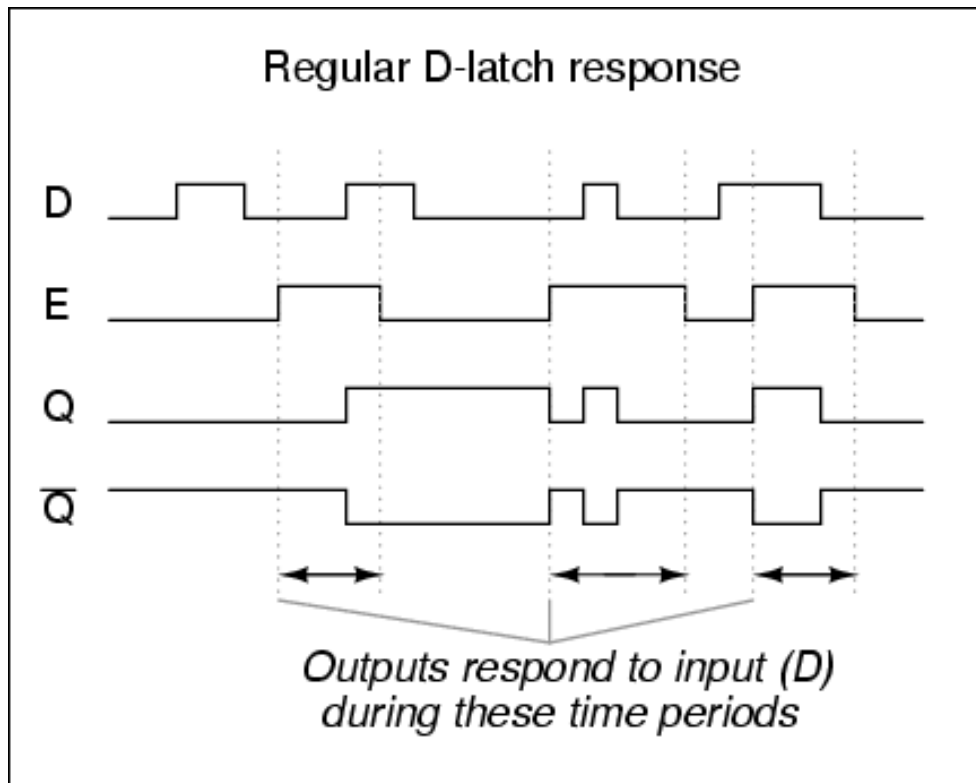 Regular D-latch response
D
E
Q
Q̅
Outputs respond to input (D)
during these time periods